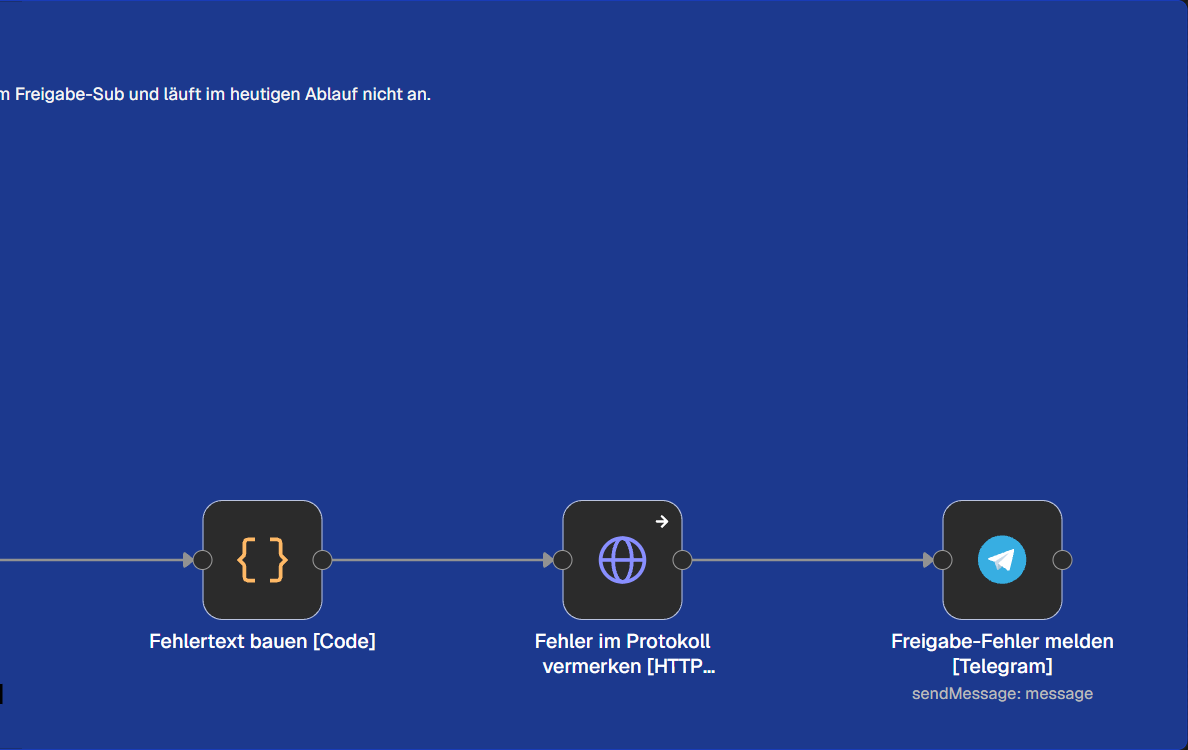 Freigabe-Sub und läuft im heutigen Ablauf nicht an.
Fehlertext bauen [Code]
Fehler im Protokoll
vermerken [HTTP...
Freigabe-Fehler melden
[Telegram]
sendMessage: message